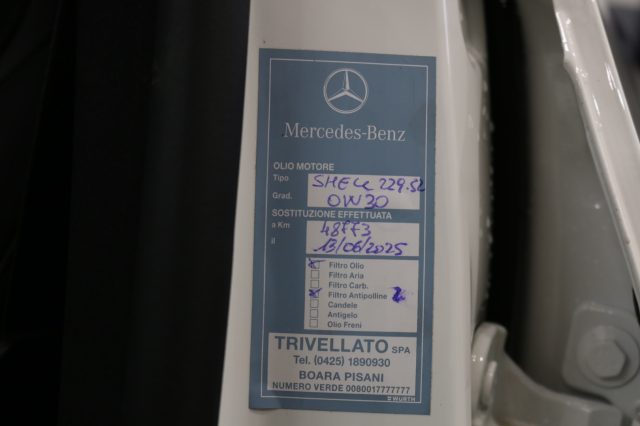 Mercedes-Benz
OLIO MOTORE
Tipo SHELL 229.52
Grad. 0W30
SOSTITUZIONE EFFETTUATA
a Km
il 13/06/2025
Filtro Olio
Filtro Aria
Filtro Carb.
Filtro Antipolline
Candele
Antigelo
Olio Freni
TRIVELLATO SPA
Tel. (0425) 1890930
BOARA PISANI
NUMERO VERDE 0080017777777
WÜRTH